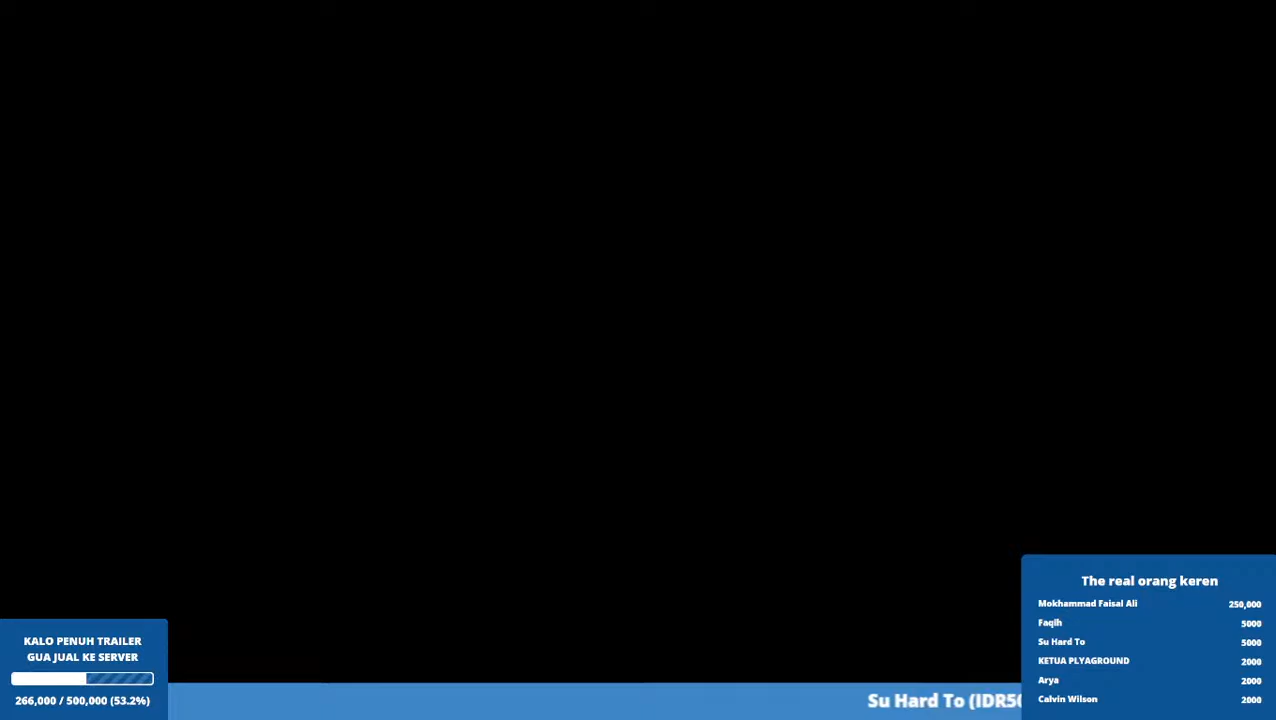 KALO PENUH TRAILER
GUA JUAL KE SERVER
266,000 / 500,000 (53.2%)
Su Hard To (IDR50
The real orang keren
Mokhammad Faisal Ali 250,000
Faqih 5000
Su Hard To 5000
KETUA PLYAGROUND 2000
Arya 2000
Calvin Wilson 2000